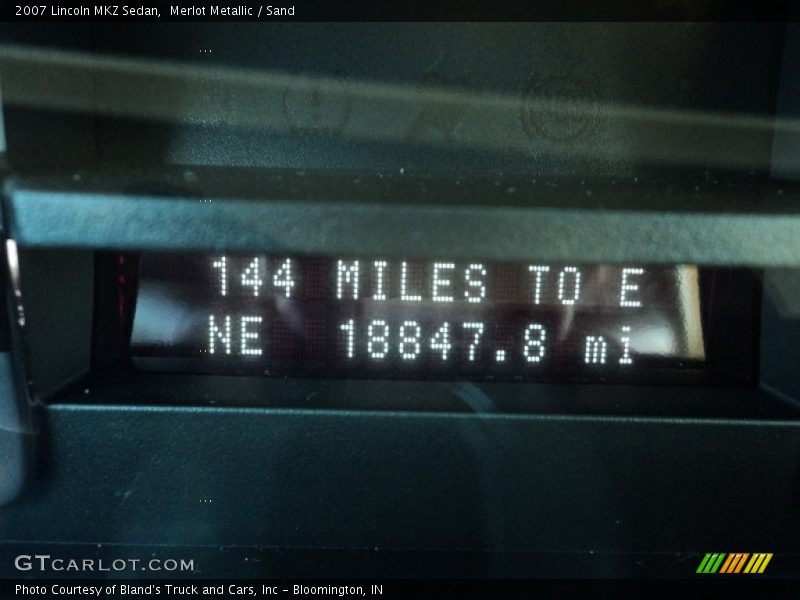 2007 Lincoln MKZ Sedan,  Merlot Metallic / Sand
144 MILES TO E
NE 18847.8 mi
GTCARLOT.COM
Photo Courtesy of Bland's Truck and Cars, Inc - Bloomington, IN